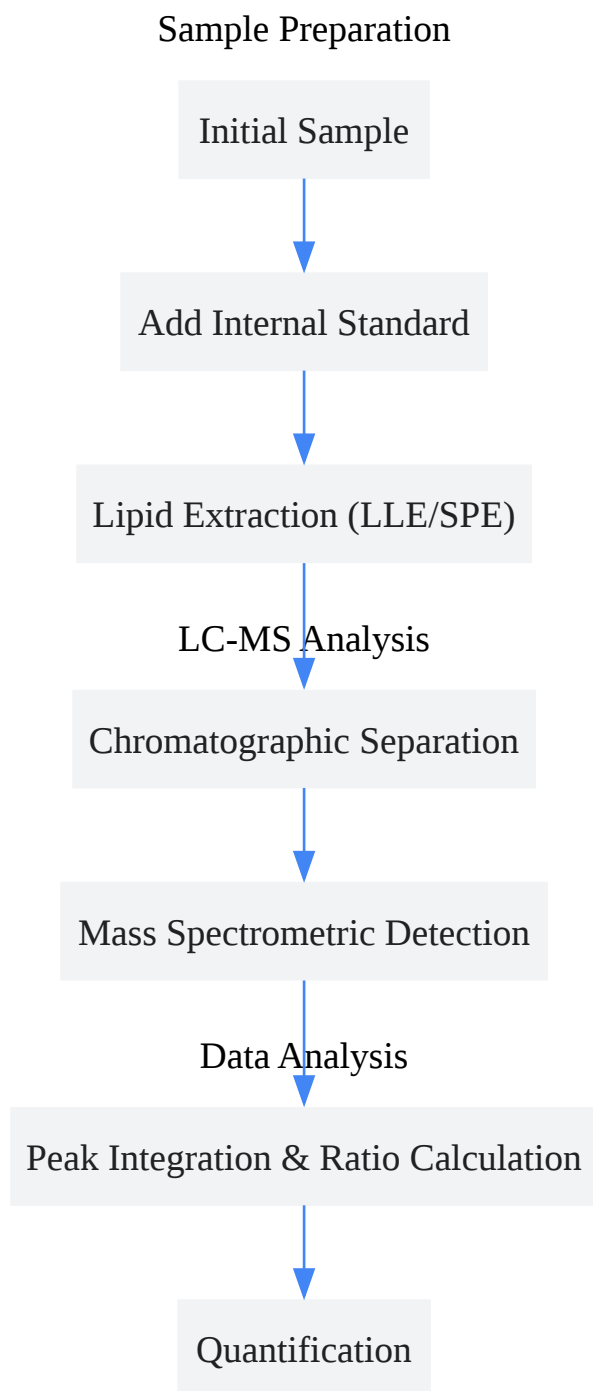 Sample Preparation
Initial Sample
Add Internal Standard
Lipid Extraction (LLE/SPE)
LC-MS Analysis
Chromatographic Separation
Mass Spectrometric Detection
Data Analysis
Peak Integration & Ratio Calculation
Quantification